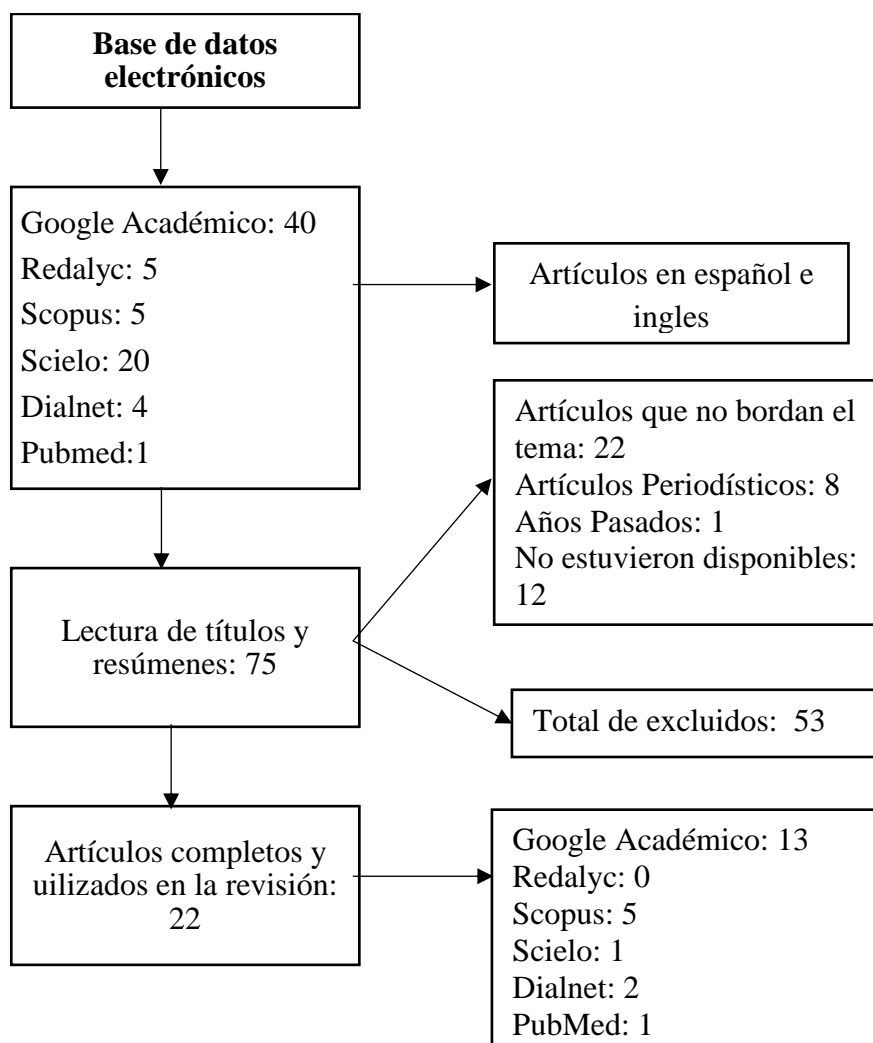 Base de datos
electrónicos
Google Académico: 40
Redalyc: 5
Scopus: 5
Scielo: 20
Dialnet: 4
Pubmed:1
Artículos en español e
ingles
Artículos que no bordan el
tema: 22
Artículos Periodísticos: 8
Años Pasados: 1
No estuvieron disponibles:
12
Lectura de títulos y
resúmenes: 75
Total de excluidos: 53
Artículos completos y
uilizados en la revisión:
22
Google Académico: 13
Redalyc: 0
Scopus: 5
Scielo: 1
Dialnet: 2
PubMed: 1